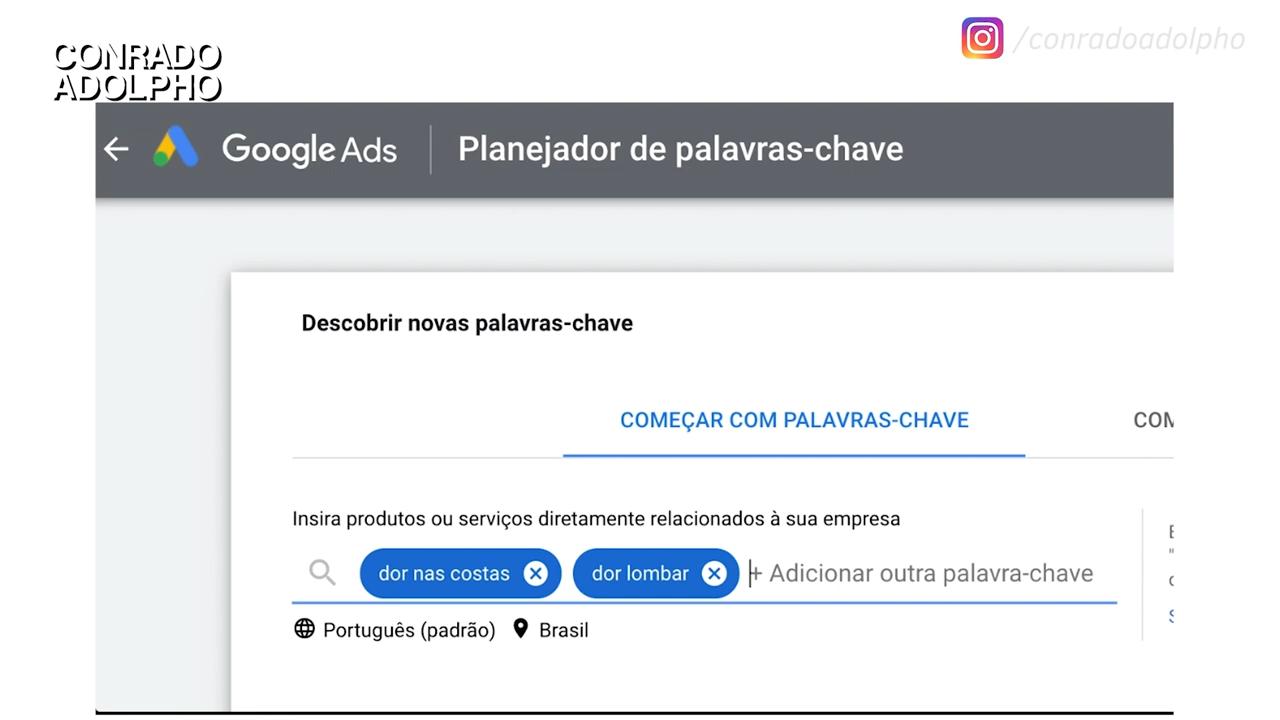 CONRADO
ADOLPHO
/conradoadolpho
Google Ads
Planejador de palavras-chave
Descobrir novas palavras-chave
COMEÇAR COM PALAVRAS-CHAVE
COM
Insira produtos ou serviços diretamente relacionados à sua empresa
dor nas costas dor lombar + Adicionar outra palavra-chave
Português (padrão) Brasil